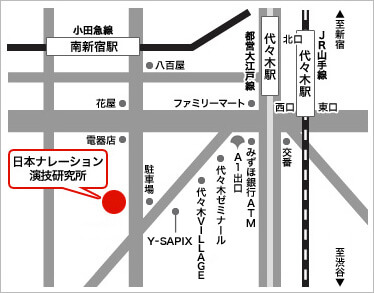 小田急線
南新宿駅
八百屋
花屋
ファミリーマート
電器店
日本ナレーション
演技研究所
駐車場
Y-SAPIX
代々木VILLAGE
代々木ゼミナール
A1出口
みずほ銀行ATM
交番
都営大江戸線
代々木駅
北口
代々木駅
JR山手線
西口
東口
▲至新宿
至渋谷▼